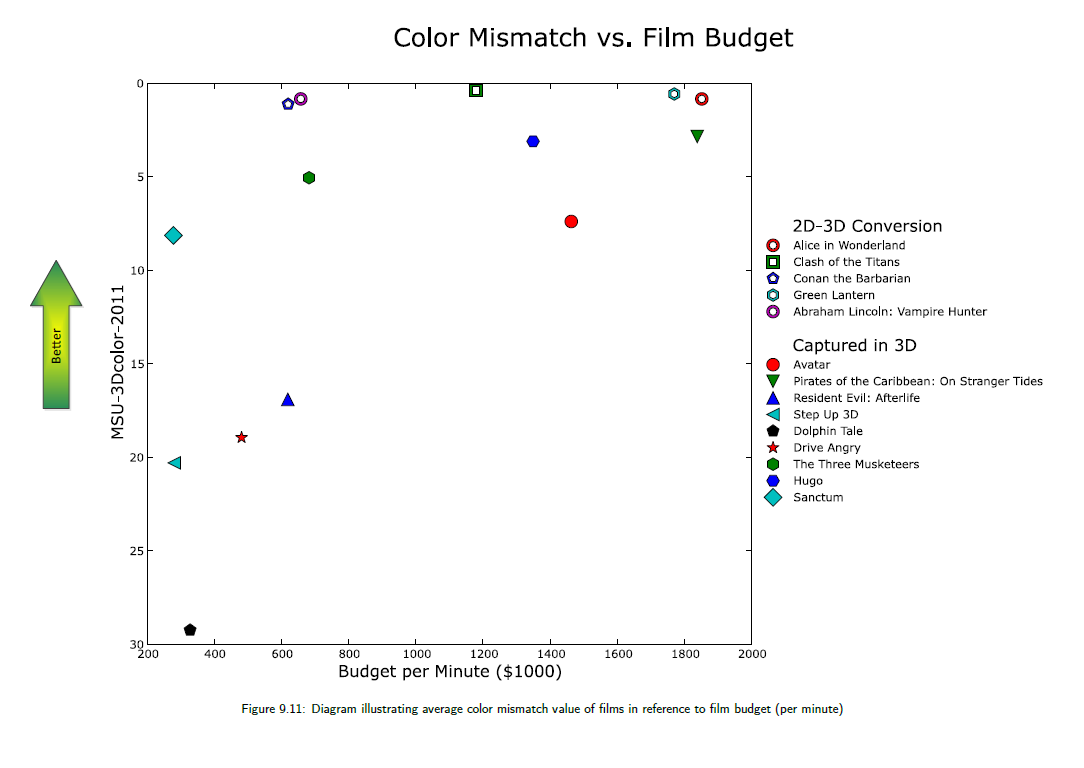 Color Mismatch vs. Film Budget
0
5
10
15
20
25
30
MSU-3Dcolor-2011
Better
200 400 600 800 1000 1200 1400 1600 1800 2000
Budget per Minute ($1000)
2D-3D Conversion
Alice in Wonderland
Clash of the Titans
Conan the Barbarian
Green Lantern
Abraham Lincoln: Vampire Hunter
Captured in 3D
Avatar
Pirates of the Caribbean: On Stranger Tides
Resident Evil: Afterlife
Step Up 3D
Dolphin Tale
Drive Angry
The Three Musketeers
Hugo
Sanctum
Figure 9.11: Diagram illustrating average color mismatch value of films in reference to film budget (per minute)